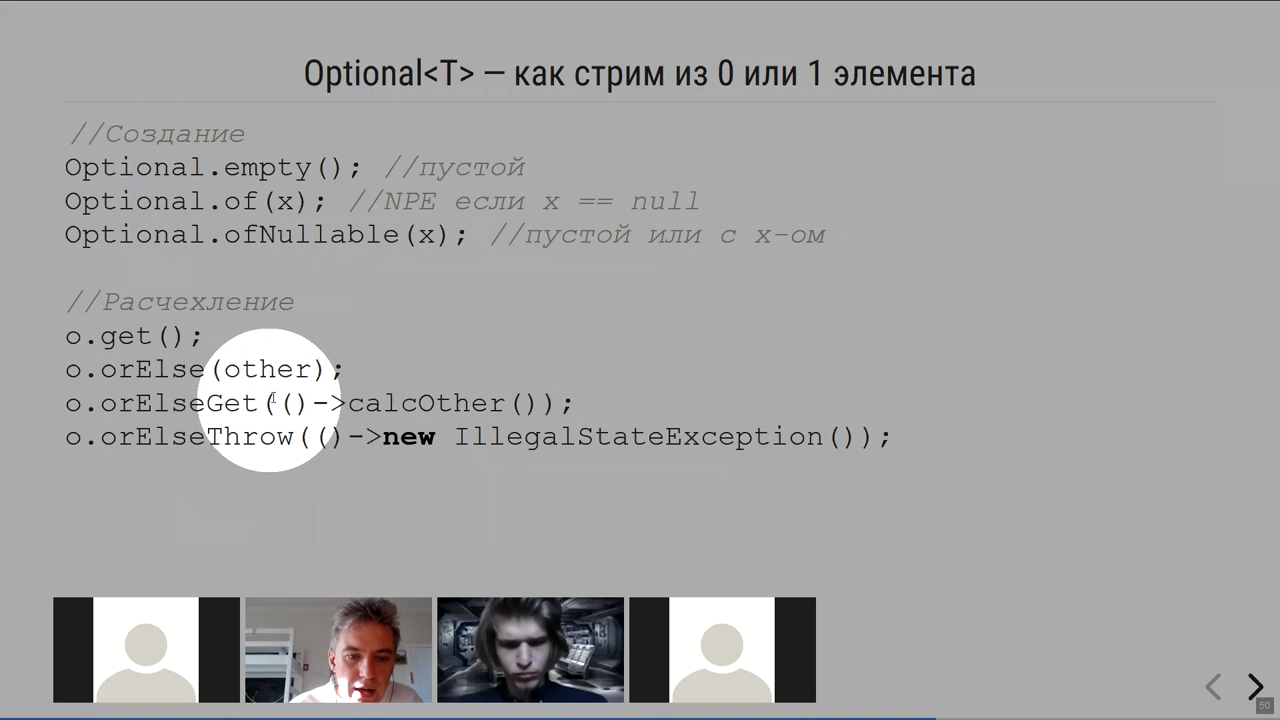 Optional<T> — как стрим из 0 или 1 элемента
//Создание
Optional.empty(); //пустой
Optional.of(x); //NPE если x == null
Optional.ofNullable(x); //пустой или с x-ом
//Расчехление
o.get();
o.orElse(other);
o.orElseGet(()->calcOther());
o.orElseThrow(()->new IllegalStateException());
50